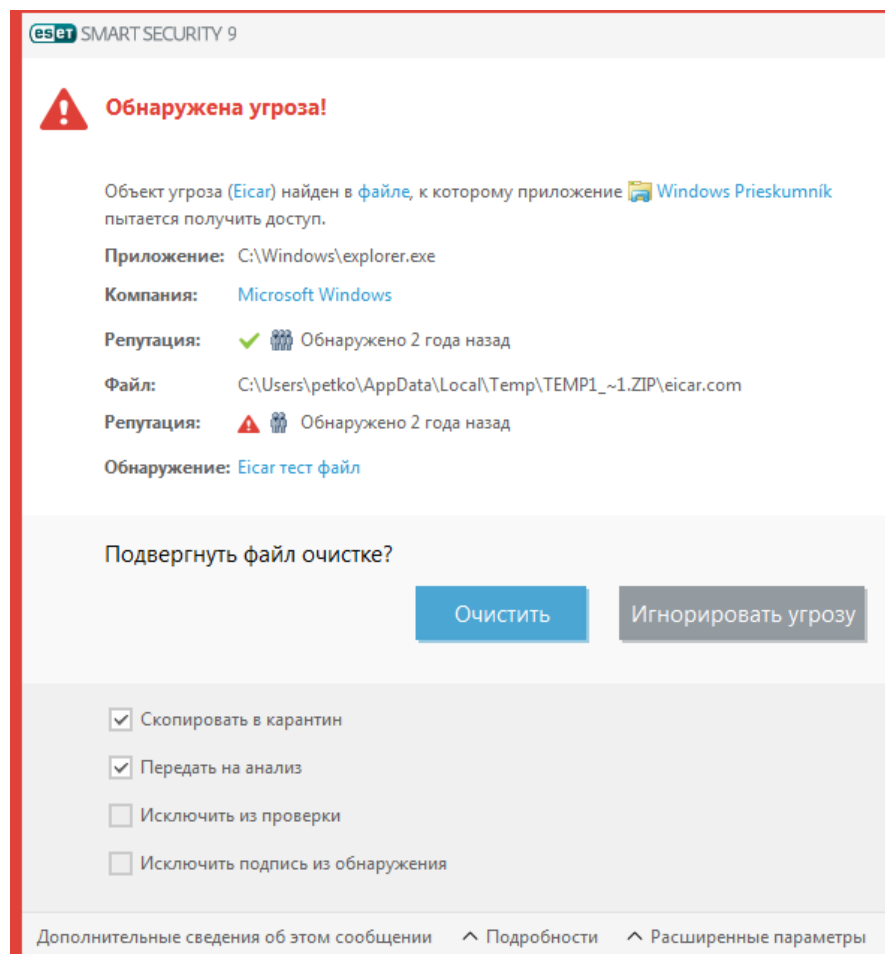 eset SMART SECURITY 9
Обнаружена угроза!
Объект угроза (Eicar) найден в файле, к которому приложение Windows Prieskumník
пытается получить доступ.
Приложение: C:\Windows\explorer.exe
Компания: Microsoft Windows
Репутация: Обнаружено 2 года назад
Файл: C:\Users\petko\AppData\Local\Temp\TEMP1_~1.ZIP\eicar.com
Репутация: Обнаружено 2 года назад
Обнаружение: Eicar тест файл
Подвергнуть файл очистке?
Очистить Игнорировать угрозу
Скопировать в карантин
Передать на анализ
Исключить из проверки
Исключить подпись из обнаружения
Дополнительные сведения об этом сообщении Подробности Расширенные параметры